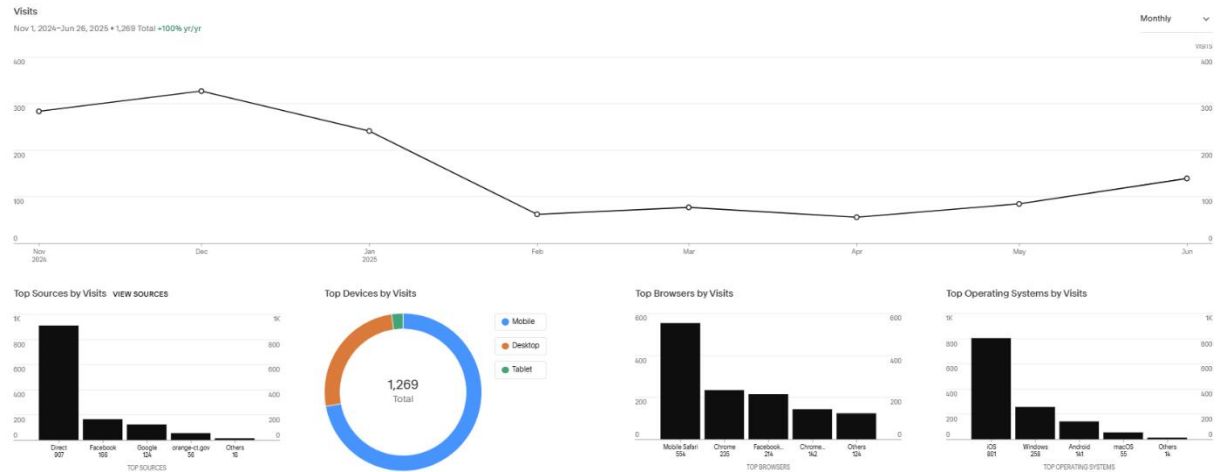 Visits
Nov 1, 2024–Jun 26, 2025 • 1,269 Total +100% yr/yr
Monthly
VISITS
400 400
300 300
200 200
100 100
0 0
Nov Dec Jan Feb Mar Apr May Jun
2024 2025
Top Sources by Visits VIEW SOURCES
1K 1K
800 800
600 600
400 400
200 200
0 0
Direct Facebook Google orange-ct.gov Others
907 166 124 56 16
TOP SOURCES
Top Devices by Visits
1,269
Total
Mobile
Desktop
Tablet
Top Browsers by Visits
600 600
400 400
200 200
0 0
Mobile Safari Chrome Facebook... Chrome... Others
554 235 214 142 124
TOP BROWSERS
Top Operating Systems by Visits
1K 1K
800 800
600 600
400 400
200 200
0 0
iOS Windows Android macOS Others
801 258 141 55 14
TOP OPERATING SYSTEMS